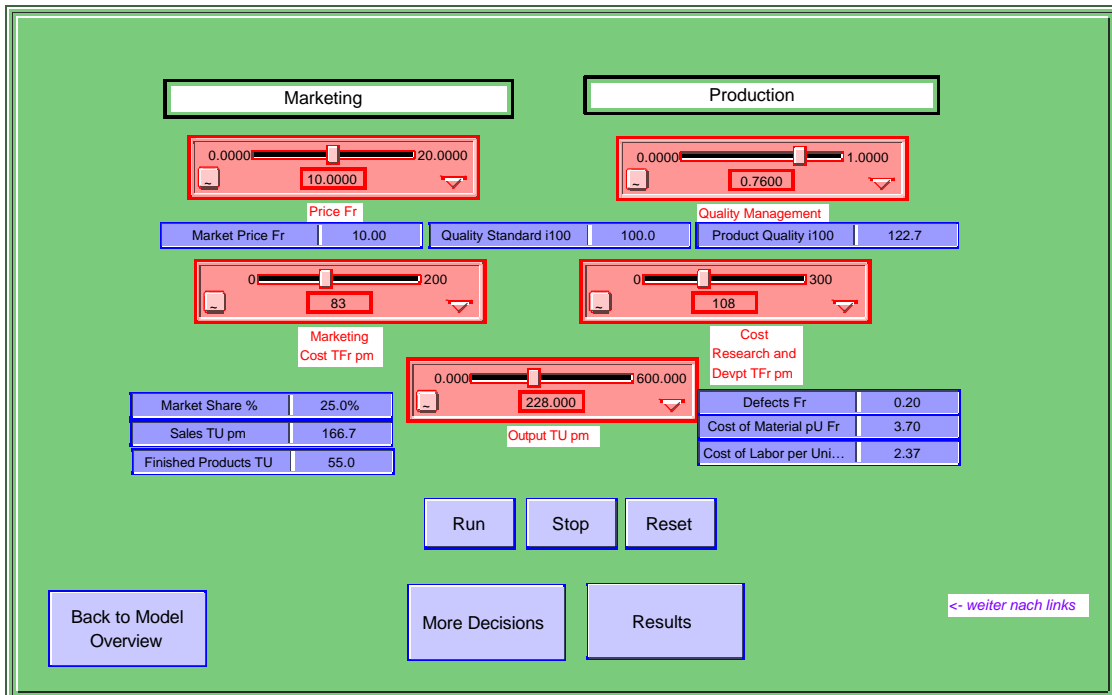 Marketing
Production
0.0000
20.0000
~
10.0000
Price Fr
0.0000
1.0000
~
0.7600
Quality Management
Market Price Fr 10.00
Quality Standard i100 100.0
Product Quality i100 122.7
0
200
~
83
Marketing
Cost TFr pm
0
300
~
108
Cost
Research and
Devpt TFr pm
0.000
600.000
~
228.000
Output TU pm
Market Share % 25.0%
Sales TU pm 166.7
Finished Products TU 55.0
Defects Fr 0.20
Cost of Material pU Fr 3.70
Cost of Labor per Uni... 2.37
Run
Stop
Reset
Back to Model
Overview
More Decisions
Results
<- weiter nach links